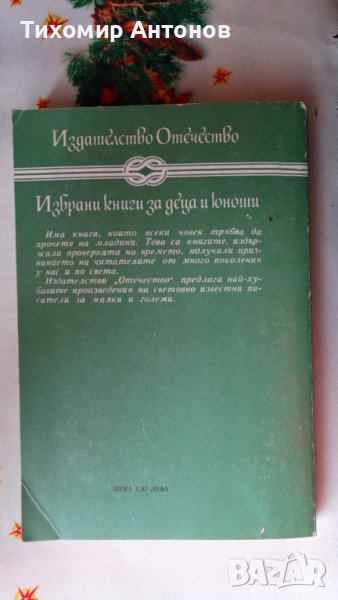 Тихомир Антонов
Издателство Отечество
Избрани книги за деца и юноши
Има книги, които всеки човек трябва да
прочете на младини. Това са книгите, издър-
жали проверката на времето, получили приз-
нанието на читателите от много поколения
у нас и по света.
Издателство „Отечество" предлага най-ху-
бавите произведения на световно известни пи-
сатели за малки и големи.
ЦЕНА 1,87 ЛЕВА
BAZAR